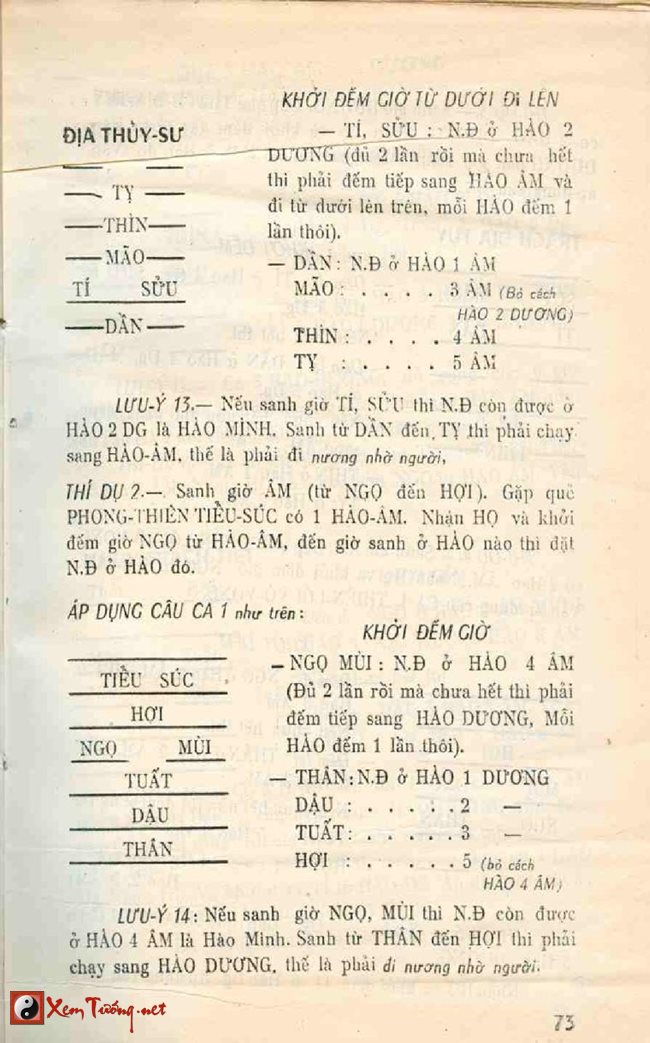 KHỞI ĐẾM GIỜ TỪ DƯỚI ĐI LÊN
ĐỊA THỦY-SƯ
TỴ
THÌN
MÃO
TÍ SỬU
DẦN
— TÍ, SỬU : N.Đ ở HÀO 2
DƯƠNG (đủ 2 lần rồi mà chưa hết
thì phải đếm tiếp sang HÀO ÂM và
đi từ dưới lên trên, mỗi HÀO đếm 1
lần thôi).
— DẦN: N.Đ ở HÀO 1 ÂM
MÃO : . . . . 3 ÂM (Bỏ cách
HÀO 2 DƯƠNG)
THÌN : . . . . 4 ÂM
TỴ : . . . . 5 ÂM
LƯU-Ý 13.— Nếu sanh giờ TÍ, SỬU thì N.Đ còn được ở
HÀO 2 DG là HÀO MÌNH. Sanh từ DẦN đến TỴ thì phải chạy
sang HÀO-ÂM, thế là phải đi nương nhờ người,
THÍ DỤ 2.—. Sanh giờ ÂM (từ NGỌ đến HỢI). Gặp quẻ
PHONG-THIÊN TIỂU-SÚC có 1 HÀO-ÂM. Nhận HỌ và khởi
đếm giờ NGỌ từ HÀO-ÂM, đến giờ sanh ở HÀO nào thì đặt
N.Đ ở HÀO đó.
ÁP DỤNG CÂU CA 1 như trên :
KHỞI ĐẾM GIỜ
TIỂU SÚC
HỢI
NGỌ MÙI
TUẤT
DẬU
THÂN
— NGỌ MÙI : N.Đ ở HÀO 4 ÂM
(Đủ 2 lần rồi mà chưa hết thì phải
đếm tiếp sang HÀO DƯƠNG, Mỗi
HÀO đếm 1 lần thôi).
— THÂN: N.Đ ở HÀO 1 DƯƠNG
DẬU : . . . . . 2 —
TUẤT : . . . . . 3 —
HỢI : . . . . . 5 (bỏ cách
HÀO 4 ÂM)
LƯU-Ý 14: Nếu sanh giờ NGỌ, MÙI thì N.Đ còn được
ở HÀO 4 ÂM là Hào Mình. Sanh từ THÂN đến HỢI thì phải
chạy sang HÀO DƯƠNG, thế là phải đi nương nhờ người.
XemTướng.net
73